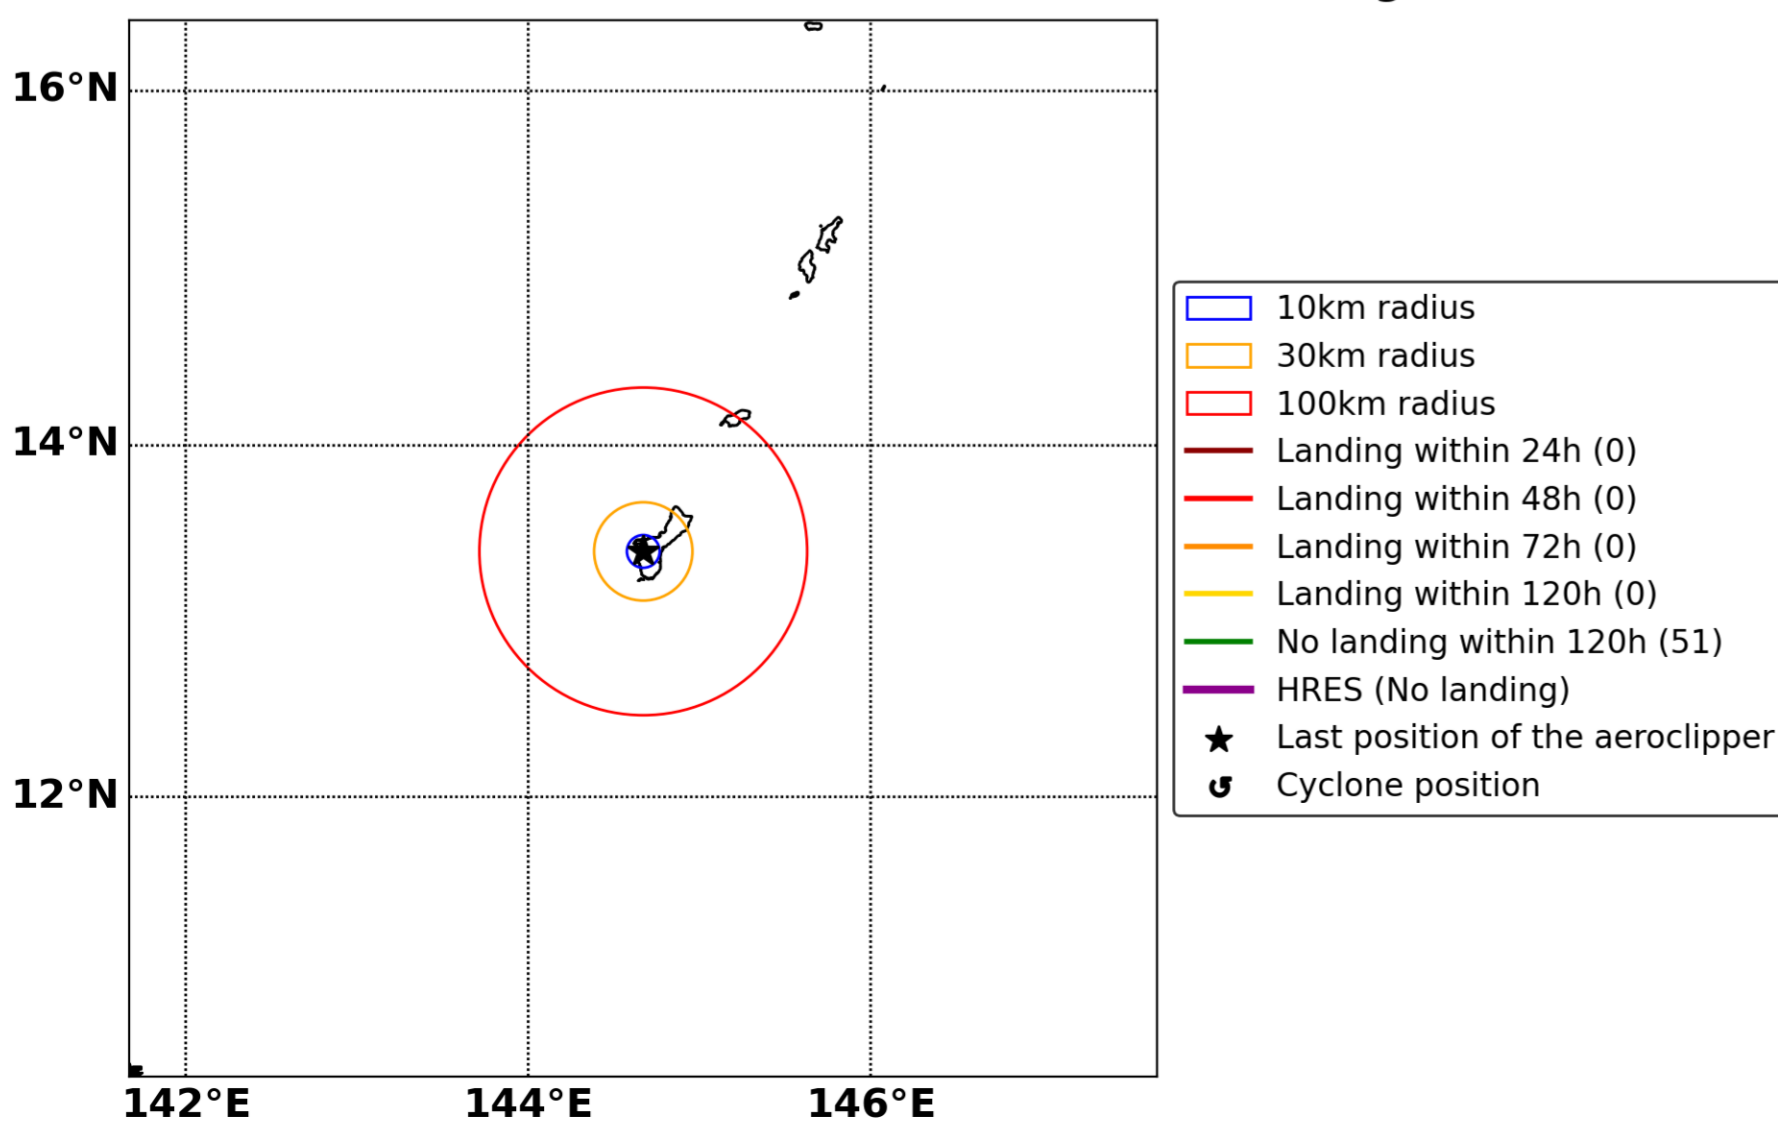 16°N
14°N
12°N
142°E 144°E 146°E
10km radius
30km radius
100km radius
Landing within 24h (0)
Landing within 48h (0)
Landing within 72h (0)
Landing within 120h (0)
No landing within 120h (51)
HRES (No landing)
Last position of the aeroclipper
Cyclone position